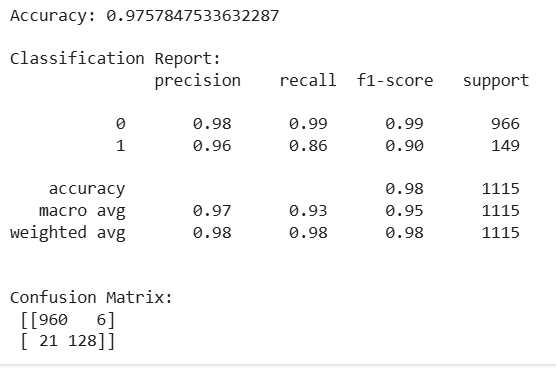 Accuracy: 0.9757847533632287
Classification Report:
precision recall f1-score support
0 0.98 0.99 0.99 966
1 0.96 0.86 0.90 149
accuracy 0.98 1115
macro avg 0.97 0.93 0.95 1115
weighted avg 0.98 0.98 0.98 1115
Confusion Matrix:
[[960 6]
[ 21 128]]